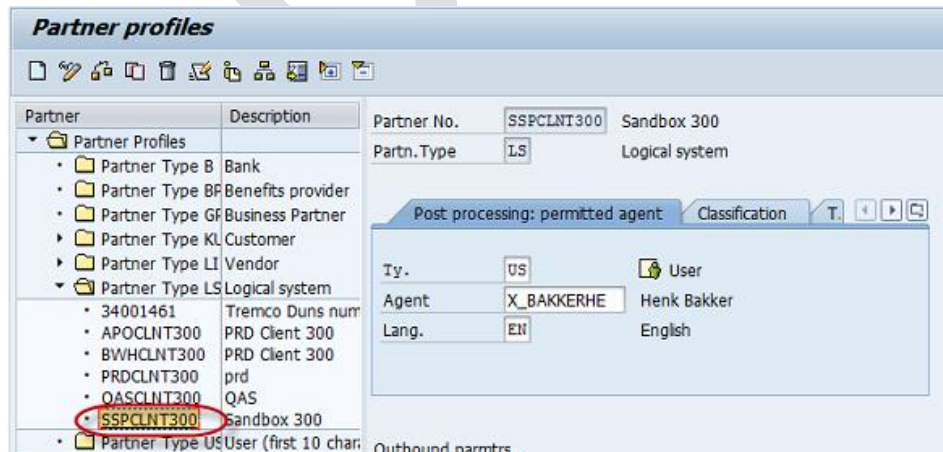 Partner profiles
Partner Description
Partner Profiles
Partner Type B Bank
Partner Type BP Benefits provider
Partner Type GP Business Partner
Partner Type KU Customer
Partner Type LI Vendor
Partner Type LS Logical system
34001461 Tremco Duns num
APOCLNT300 PRD Client 300
BWHCLNT300 PRD Client 300
PRDCLNT300 prd
QASCLNT300 QAS
SSPCLNT300 Sandbox 300
Partner Type US User (first 10 chara
Partner No. SSPCLNT300 Sandbox 300
Partn.Type LS Logical system
Post processing: permitted agent Classification T.
Ty. US User
Agent X_BAKKERHE Henk Bakker
Lang. EN English
Outbound parmtrs.